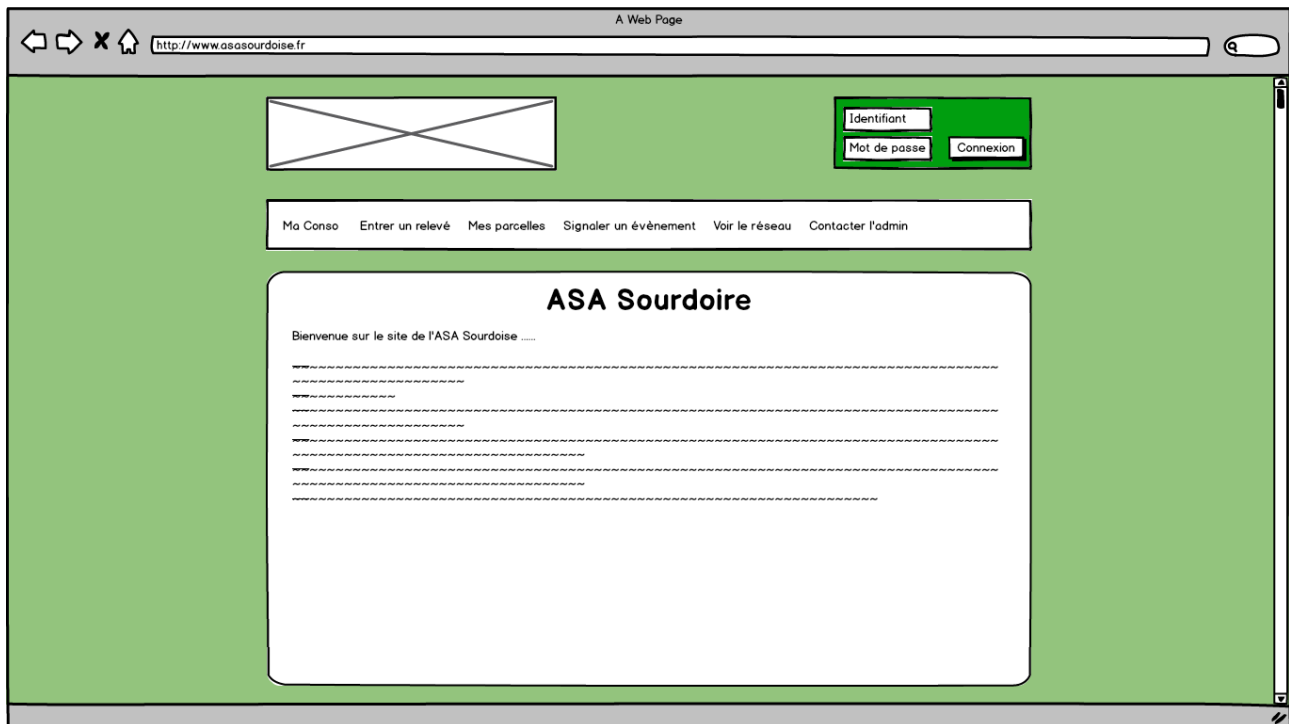 A Web Page
http://www.asasourdoise.fr
Identifiant
Mot de passe Connexion
Ma Conso Entrer un relevé Mes parcelles Signaler un évènement Voir le réseau Contacter l'admin
ASA Sourdoire
Bienvenue sur le site de l'ASA Sourdoise ......